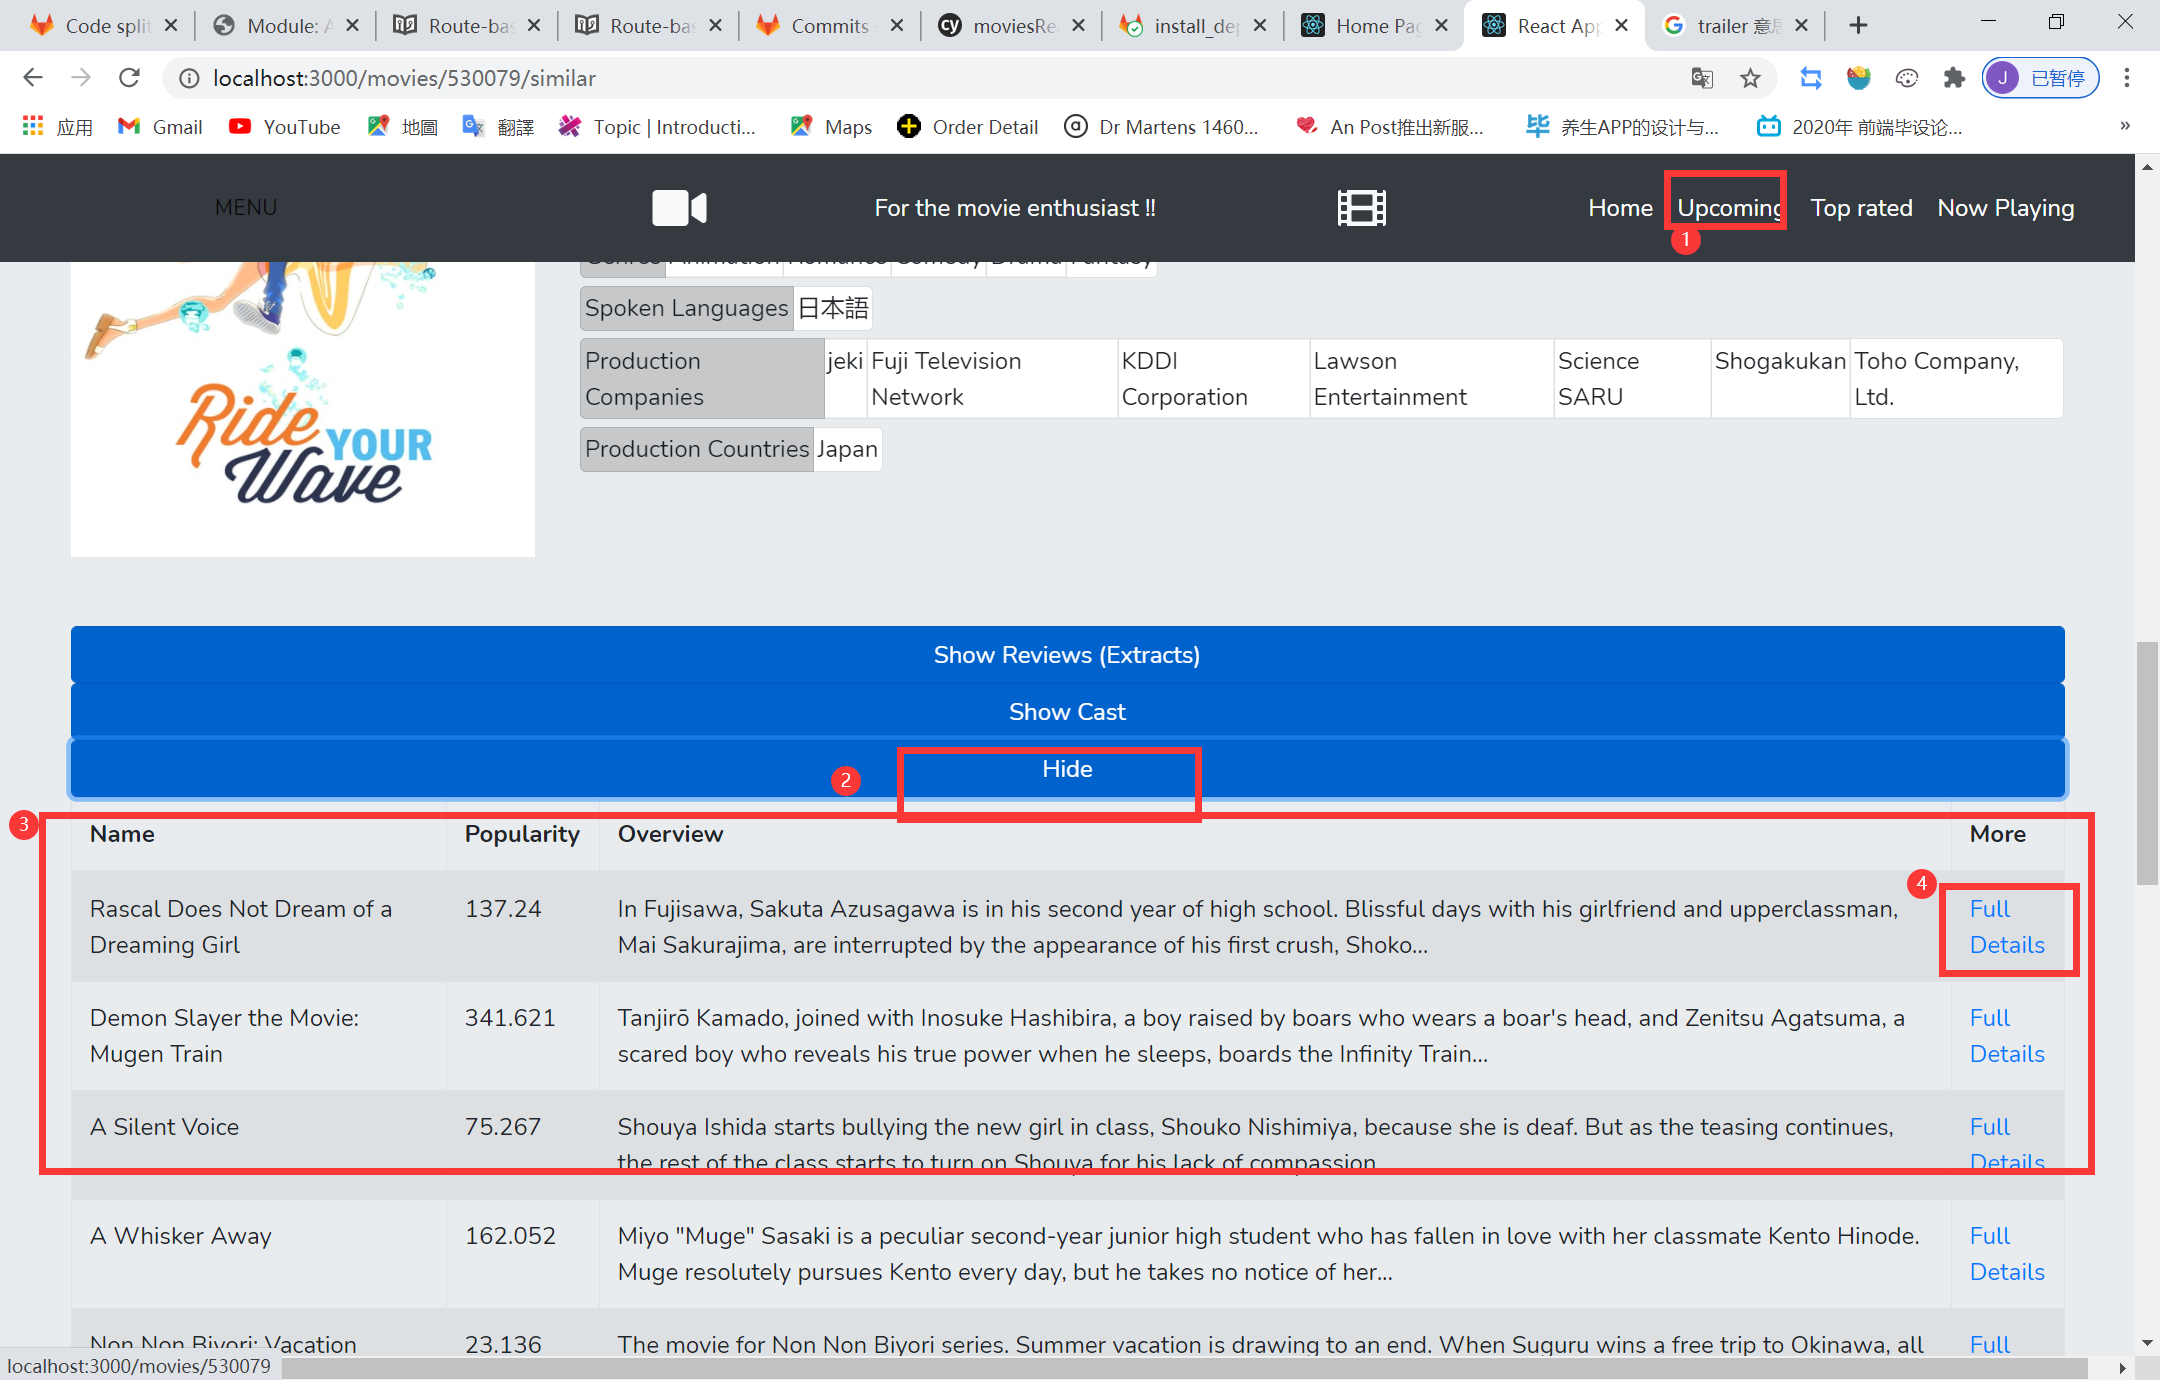 Code split
Module: A
Route-bas
Route-bas
Commits
moviesRe
install_dep
Home Pag
React App
trailer 意思
localhost:3000/movies/530079/similar
J 已暂停
应用
Gmail
YouTube
地圖
翻譯
Topic | Introducti...
Maps
Order Detail
Dr Martens 1460...
An Post推出新服...
养生APP的设计与...
2020年 前端毕设论...
»
MENU
For the movie enthusiast !!
Home
Upcoming
Top rated
Now Playing
1
Genres Animation Romance Comedy Drama Fantasy
Spoken Languages 日本語
Production Companies jeki Fuji Television Network KDDI Corporation Lawson Entertainment Science SARU Shogakukan Toho Company, Ltd.
Production Countries Japan
Ride YOUR
Wave
Show Reviews (Extracts)
Show Cast
Hide
2
3
Name Popularity Overview More
4
Rascal Does Not Dream of a Dreaming Girl
137.24
In Fujisawa, Sakuta Azusagawa is in his second year of high school. Blissful days with his girlfriend and upperclassman,
Mai Sakurajima, are interrupted by the appearance of his first crush, Shoko...
Full Details
Demon Slayer the Movie: Mugen Train
341.621
Tanjirō Kamado, joined with Inosuke Hashibira, a boy raised by boars who wears a boar's head, and Zenitsu Agatsuma, a
scared boy who reveals his true power when he sleeps, boards the Infinity Train...
Full Details
A Silent Voice
75.267
Shouya Ishida starts bullying the new girl in class, Shouko Nishimiya, because she is deaf. But as the teasing continues,
the rest of the class starts to turn on Shouya for his lack of compassion
Full Details
A Whisker Away
162.052
Miyo "Muge" Sasaki is a peculiar second-year junior high student who has fallen in love with her classmate Kento Hinode.
Muge resolutely pursues Kento every day, but he takes no notice of her...
Full Details
Non Non Biyori: Vacation
23.136
The movie for Non Non Biyori series. Summer vacation is drawing to an end. When Suguru wins a free trip to Okinawa, all
Full
localhost:3000/movies/530079